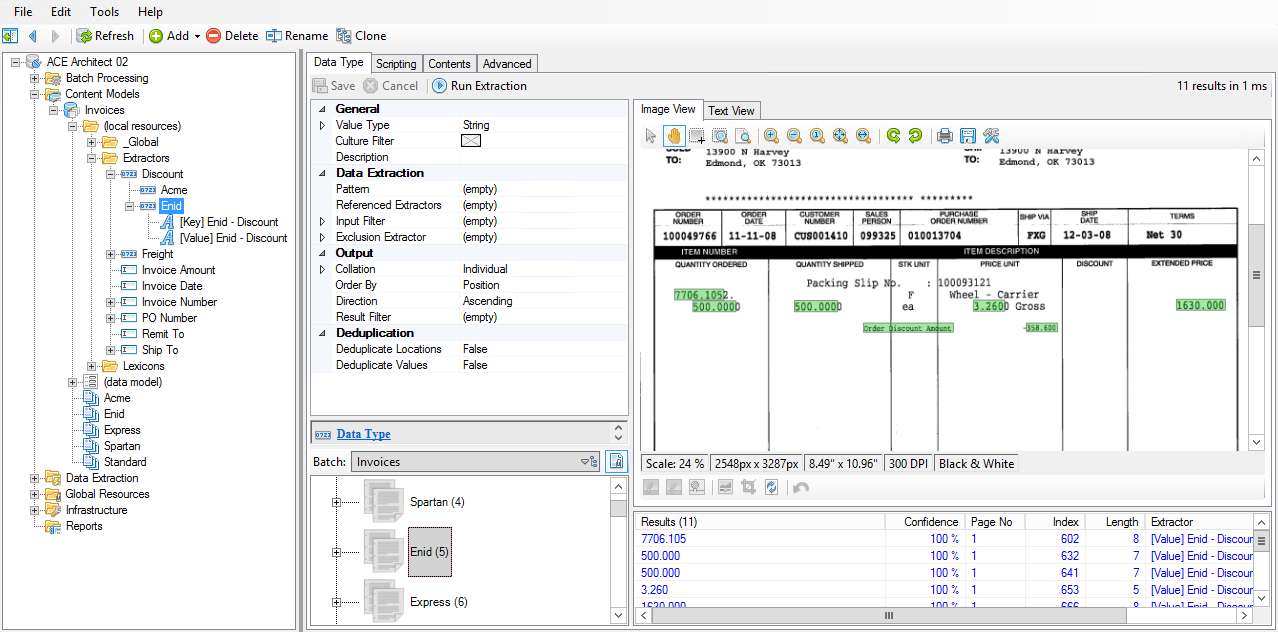 File Edit Tools Help
Refresh Add Delete Rename Clone
ACE Architect 02
Batch Processing
Content Models
Invoices
(local resources)
_Global
Extractors
Discount
Acme
Enid
[Key] Enid - Discount
[Value] Enid - Discount
Freight
Invoice Amount
Invoice Date
Invoice Number
PO Number
Remit To
Ship To
Lexicons
(data model)
Acme
Enid
Express
Spartan
Standard
Data Extraction
Global Resources
Infrastructure
Reports
Data Type Scripting Contents Advanced
Save Cancel Run Extraction 11 results in 1 ms
General
Value Type String
Culture Filter
Description
Data Extraction
Pattern (empty)
Referenced Extractors (empty)
Input Filter (empty)
Exclusion Extractor (empty)
Output
Collation Individual
Order By Position
Direction Ascending
Result Filter (empty)
Deduplication
Deduplicate Locations False
Deduplicate Values False
Data Type
Batch: Invoices
Spartan (4)
Enid (5)
Express (6)
Image View Text View
13900 N Harvey 13900 N Harvey
TO: Edmond, OK 73013 TO: Edmond, OK 73013
******************************** *********
ORDER NUMBER ORDER DATE CUSTOMER NUMBER SALES PERSON PURCHASE ORDER NUMBER SHIP VIA SHIP DATE TERMS
100049766 11-11-08 CUS001410 099325 010013704 FXG 12-03-08 Net 30
ITEM NUMBER ITEM DESCRIPTION
QUANTITY ORDERED QUANTITY SHIPPED STK UNIT PRICE UNIT DISCOUNT EXTENDED PRICE
Packing Slip No. : 100093121
7706.1052. F Wheel - Carrier
500.0000 500.0000 ea 3.2600 Gross 1630.000
Order Discount Amount -358.600
Scale: 24 % 2548px x 3287px 8.49" x 10.96" 300 DPI Black & White
Results (11) Confidence Page No Index Length Extractor
7706.105 100 % 1 602 8 [Value] Enid - Discour
500.000 100 % 1 632 7 [Value] Enid - Discour
500.000 100 % 1 641 7 [Value] Enid - Discour
3.260 100 % 1 653 5 [Value] Enid - Discour
1630.000 100 % 1 666 8 [Value] Enid - Discour